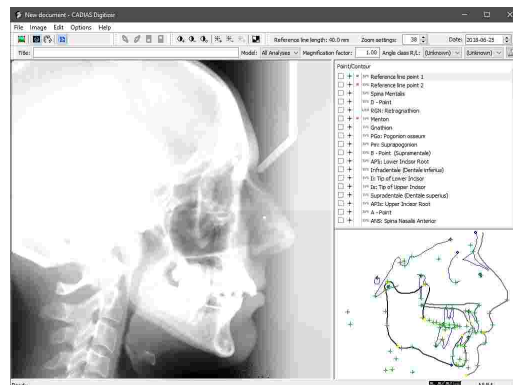 New document - CADIAS Digitizer
File Image Edit Options Help
Reference line length: 40.0 mm Zoom settings: 38 Date: 2018-06-25
Title: Model: All Analyses Magnification factor: 1.00 Angle class R/L: (Unknown) (Unknown)
Point/Contour
Reference line point 1
Reference line point 2
Spina Mentalis
D - Point
RGN: Retrognathion
Menton
Gnathion
PGo: Pogonion osseum
Pm: Suprapogonion
B - Point (Supramentale)
APIi: Lower Incisor Root
Infradentale (Dentale inferius)
Ii: Tip of Lower Incisor
Is: Tip of Upper Incisor
Supradentale (Dentale superius)
APIs: Upper Incisor Root
A - Point
ANS: Spina Nasalis Anterior